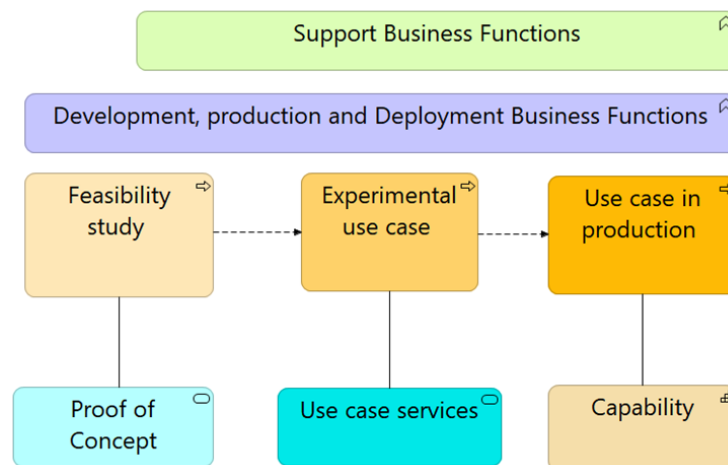 Support Business Functions
Development, production and Deployment Business Functions
Feasibility
study
Experimental
use case
Use case in
production
Proof of
Concept
Use case services
Capability